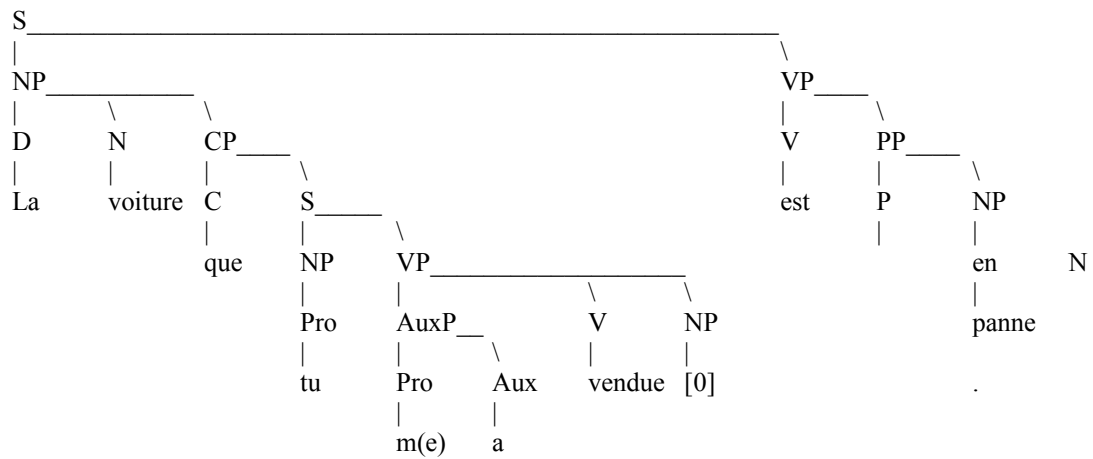 S
NP VP
D N CP V PP
La voiture C S est P NP
que NP VP en N
Pro AuxP V NP panne
tu Pro Aux vendue [0] .
m(e) a